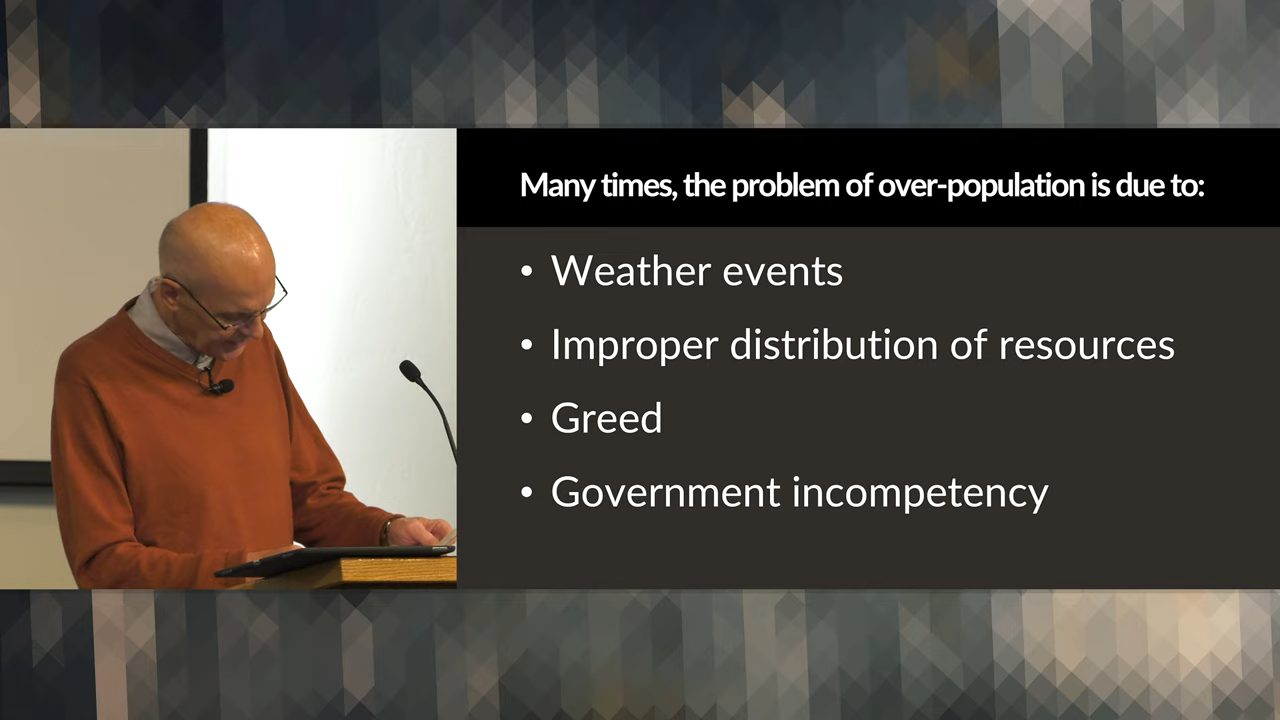 Many times, the problem of over-population is due to:
• Weather events
• Improper distribution of resources
• Greed
• Government incompetency